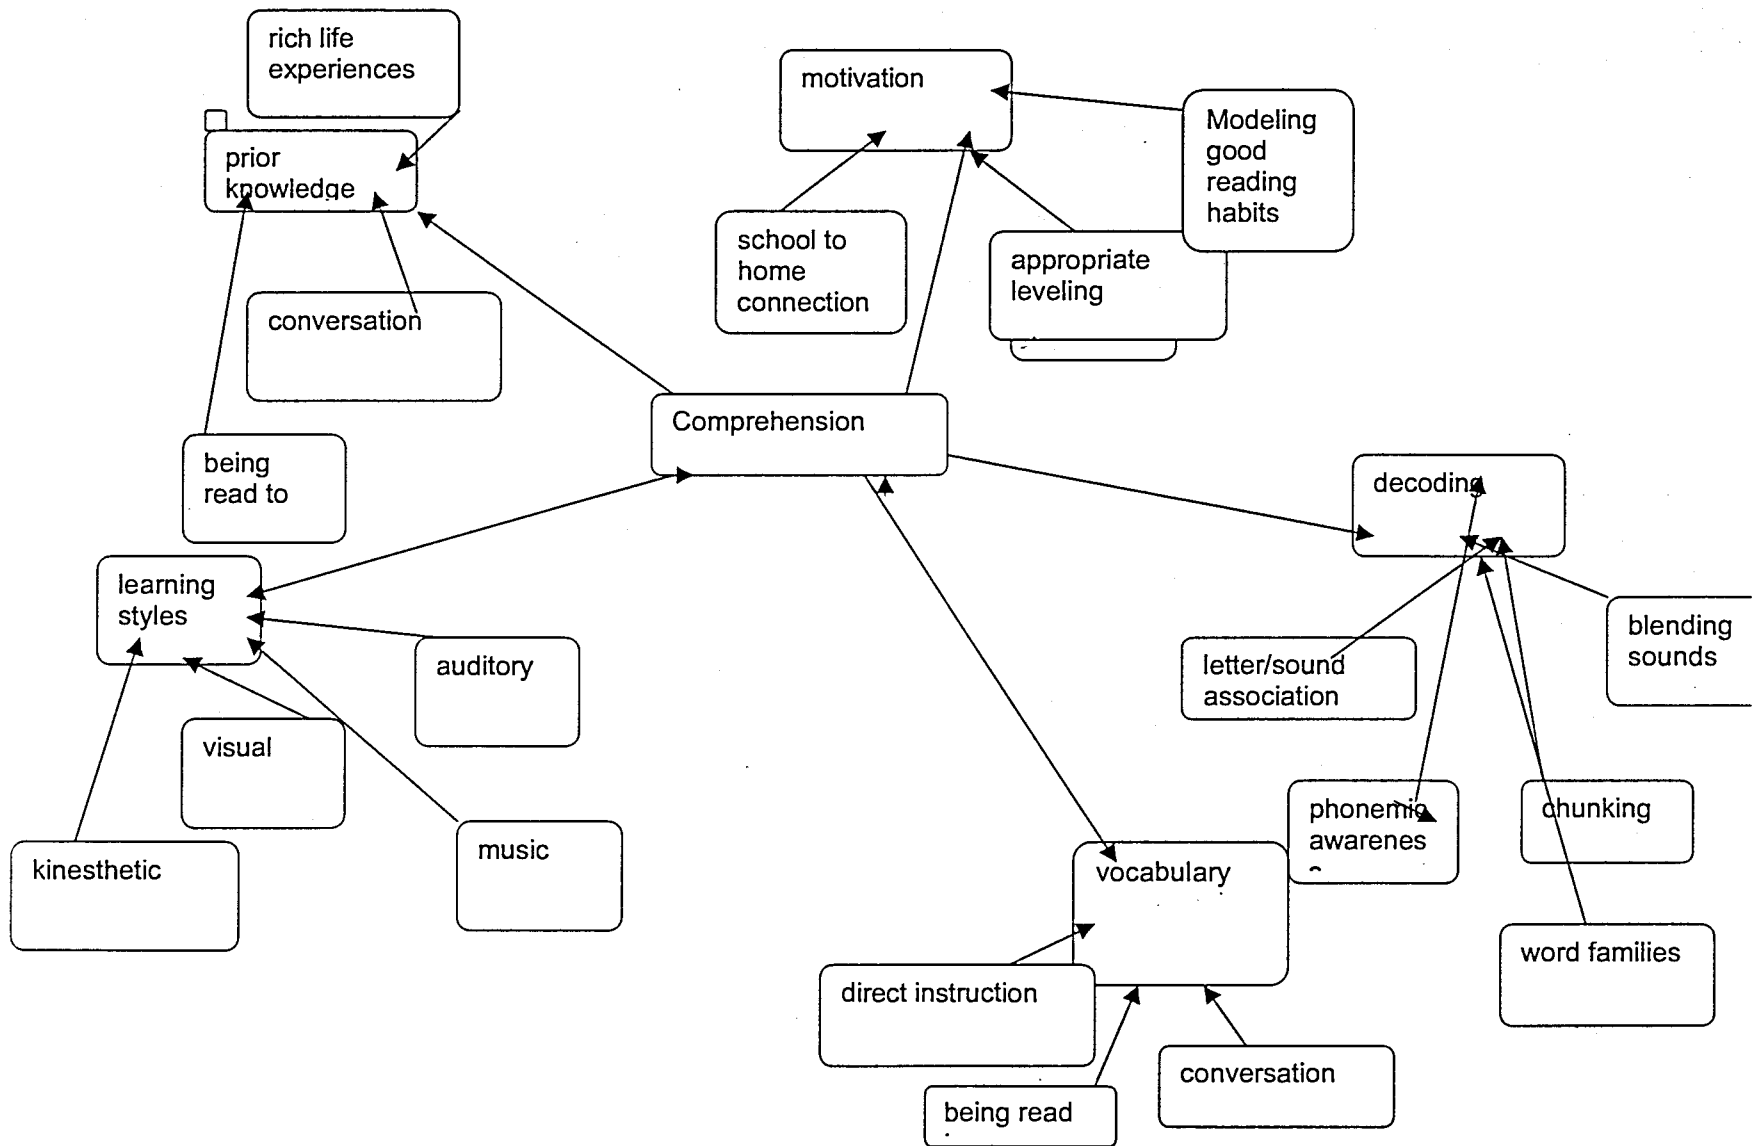 rich life
experiences
motivation
Modeling
good
reading
habits
prior
knowledge
school to
home
connection
appropriate
leveling
conversation
Comprehension
being
read to
decoding
learning
styles
auditory
letter/sound
association
blending
sounds
visual
phonemic
awarenes
chunking
music
kinesthetic
vocabulary
word families
direct instruction
conversation
being read